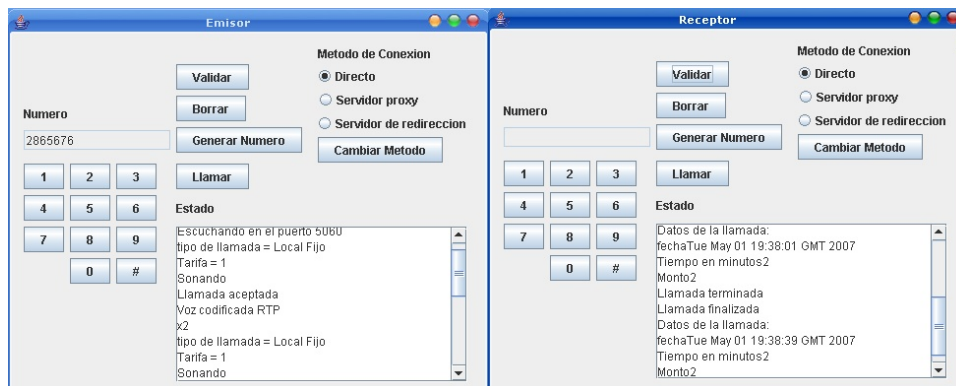 Emisor
Metodo de Conexion
Validar
Directo
Numero
Borrar
Servidor proxy
2865676
Generar Numero
Servidor de redireccion
Cambiar Metodo
1 2 3
Llamar
4 5 6
Estado
7 8 9
0 #
Escuchando en el puerto 5060
tipo de llamada = Local Fijo
Tarifa = 1
Sonando
Llamada aceptada
Voz codificada RTP
x2
tipo de llamada = Local Fijo
Tarifa = 1
Sonando
Receptor
Metodo de Conexion
Validar
Directo
Numero
Borrar
Servidor proxy
Generar Numero
Servidor de redireccion
Cambiar Metodo
1 2 3
Llamar
4 5 6
Estado
7 8 9
0 #
Datos de la llamada:
fechaTue May 01 19:38:01 GMT 2007
Tiempo en minutos2
Monto2
Llamada terminada
Llamada finalizada
Datos de la llamada:
fechaTue May 01 19:38:39 GMT 2007
Tiempo en minutos2
Monto2